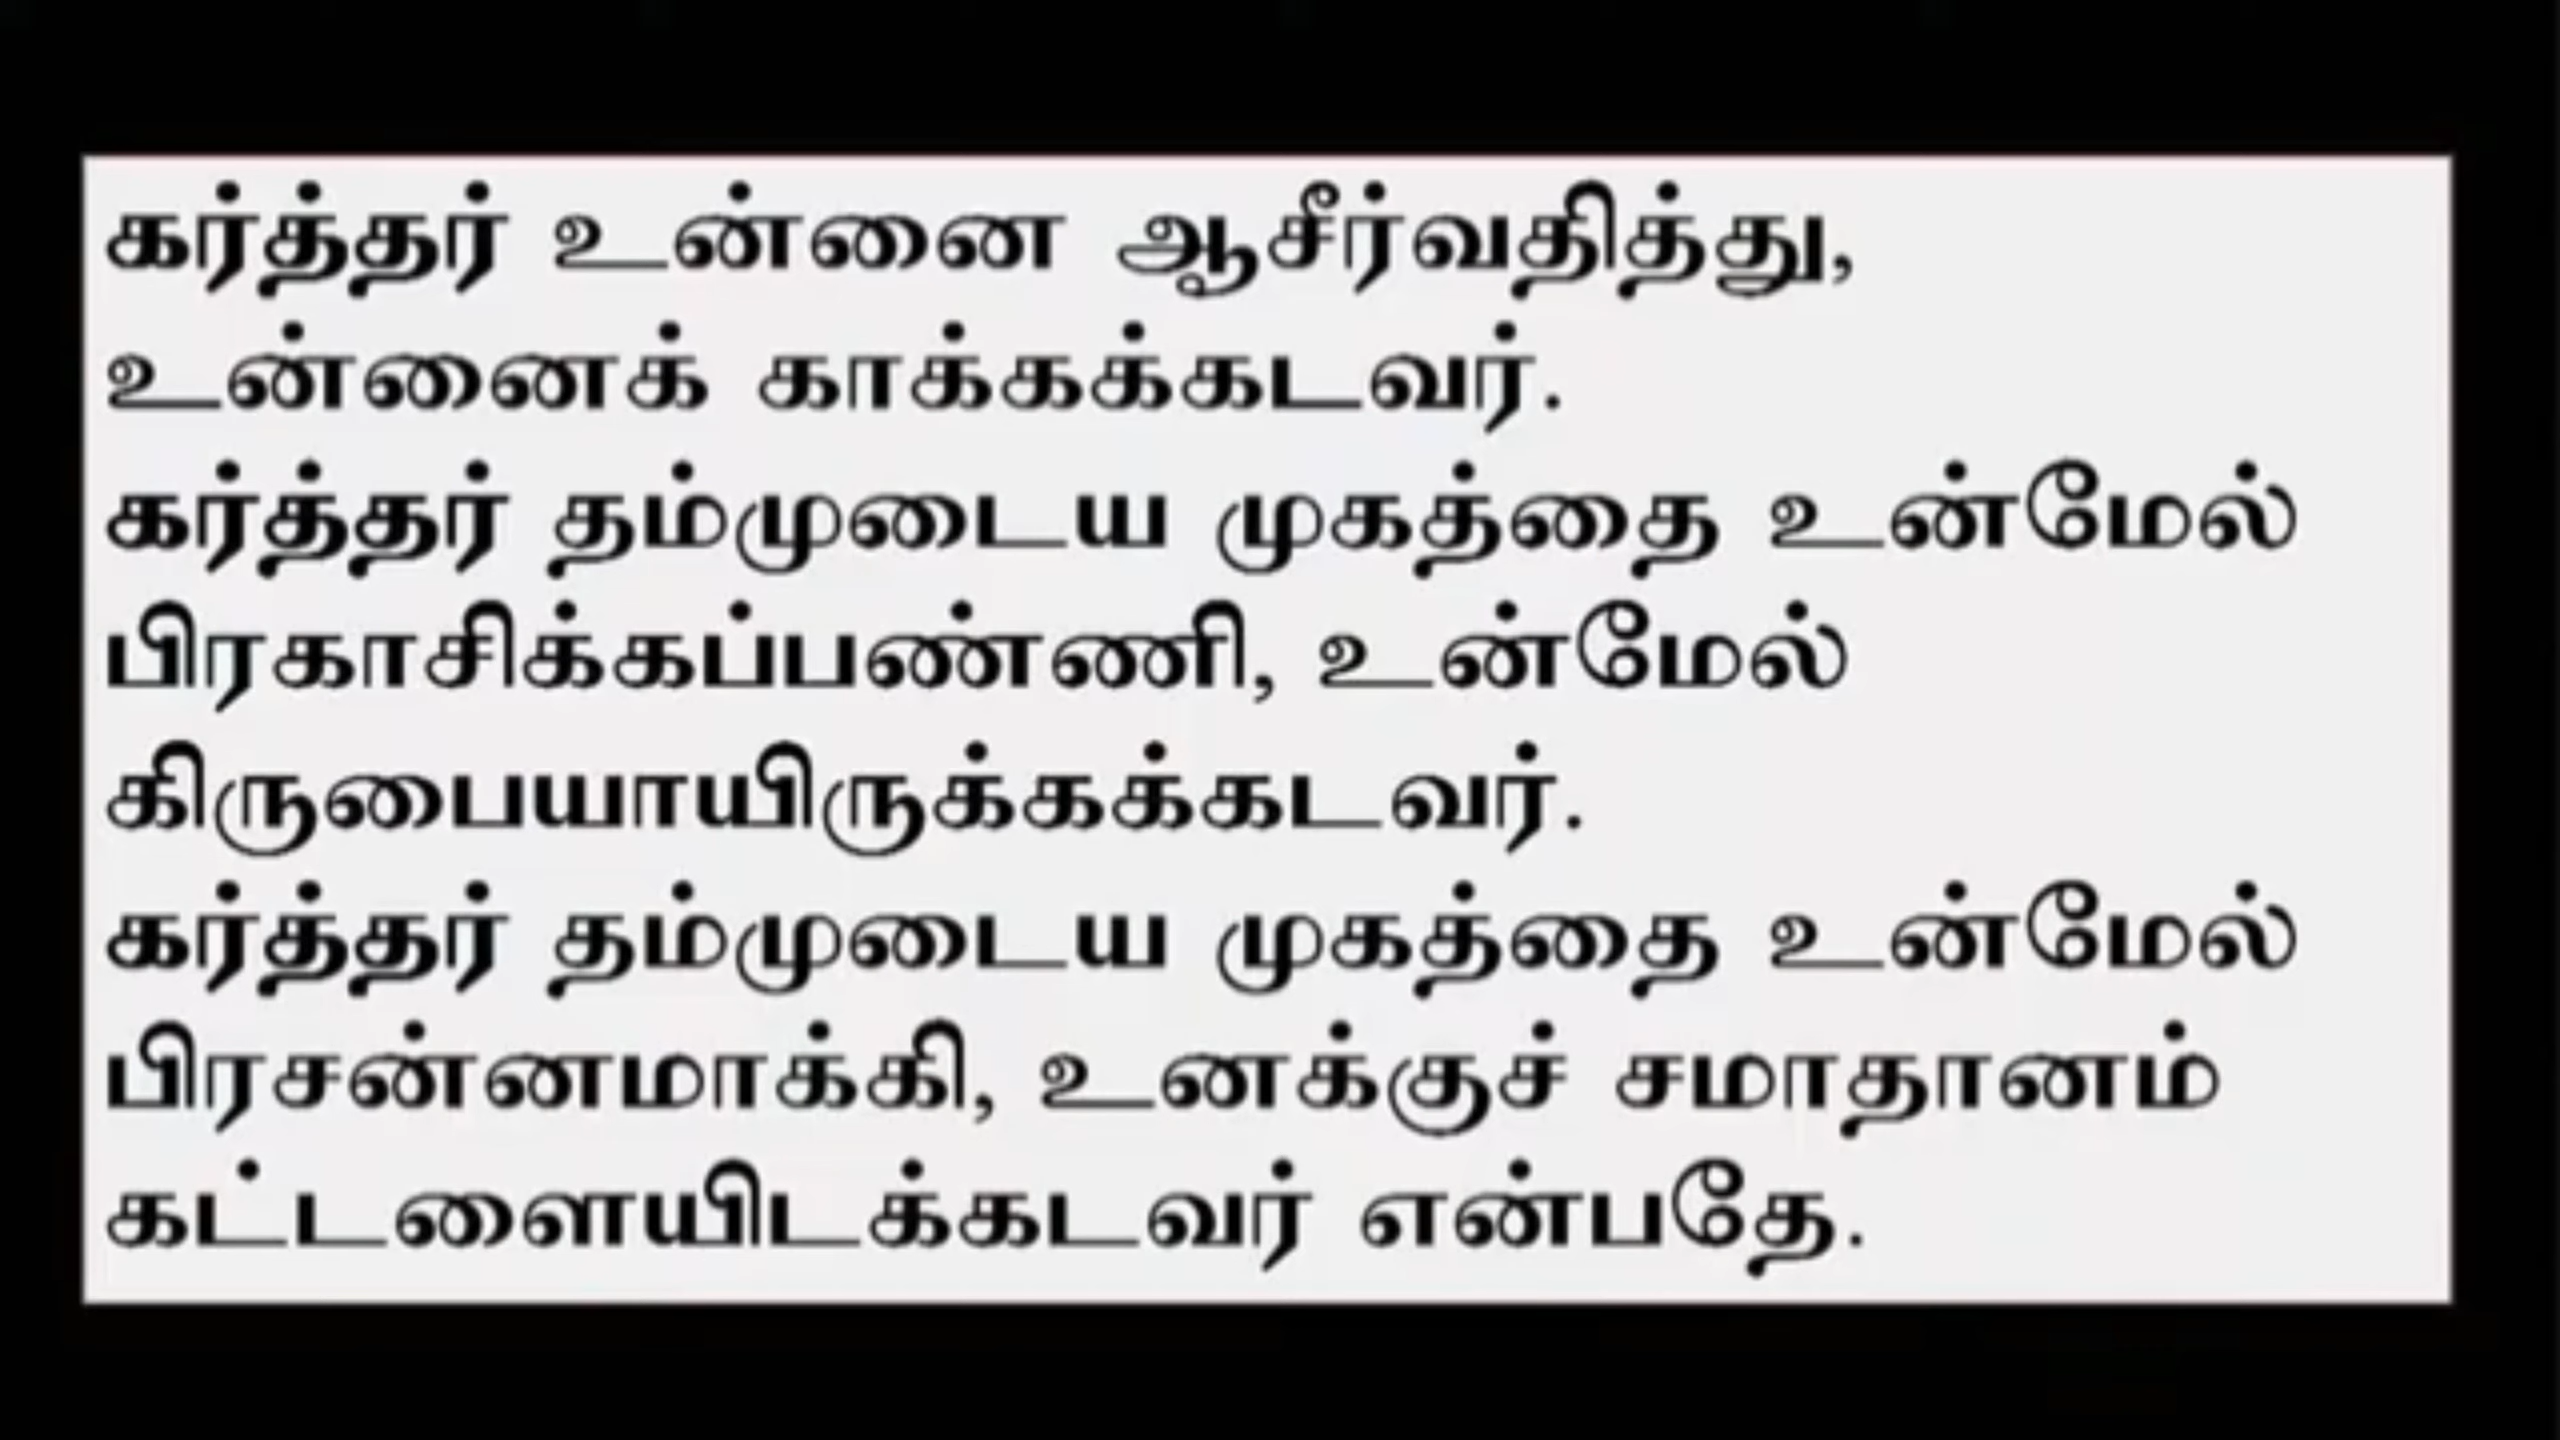 கர்த்தர் உன்னை ஆசீர்வதித்து,
உன்னைக் காக்கக்கடவர்.
கர்த்தர் தம்முடைய முகத்தை உன்மேல்
பிரகாசிக்கப்பண்ணி, உன்மேல்
கிருபையாயிருக்கக்கடவர்.
கர்த்தர் தம்முடைய முகத்தை உன்மேல்
பிரசன்னமாக்கி, உனக்குச் சமாதானம்
கட்டளையிடக்கடவர் என்பதே.